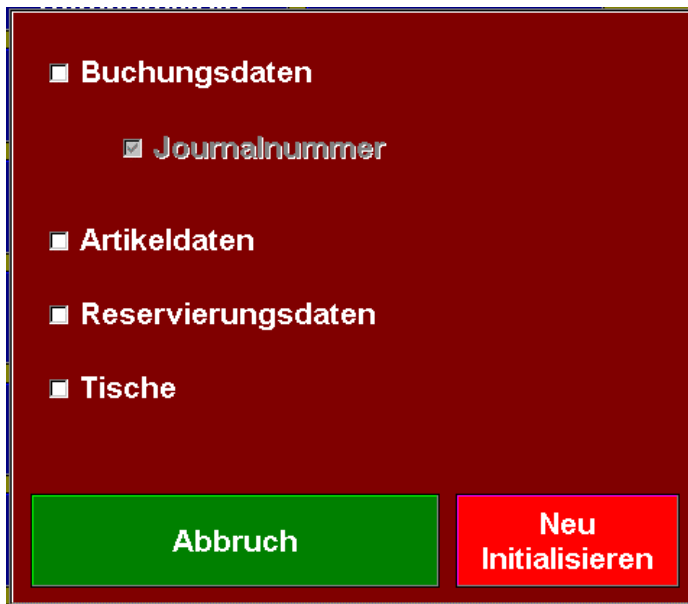 Buchungsdaten
Journalnummer
Artikeldaten
Reservierungsdaten
Tische
Abbruch
Neu
Initialisieren